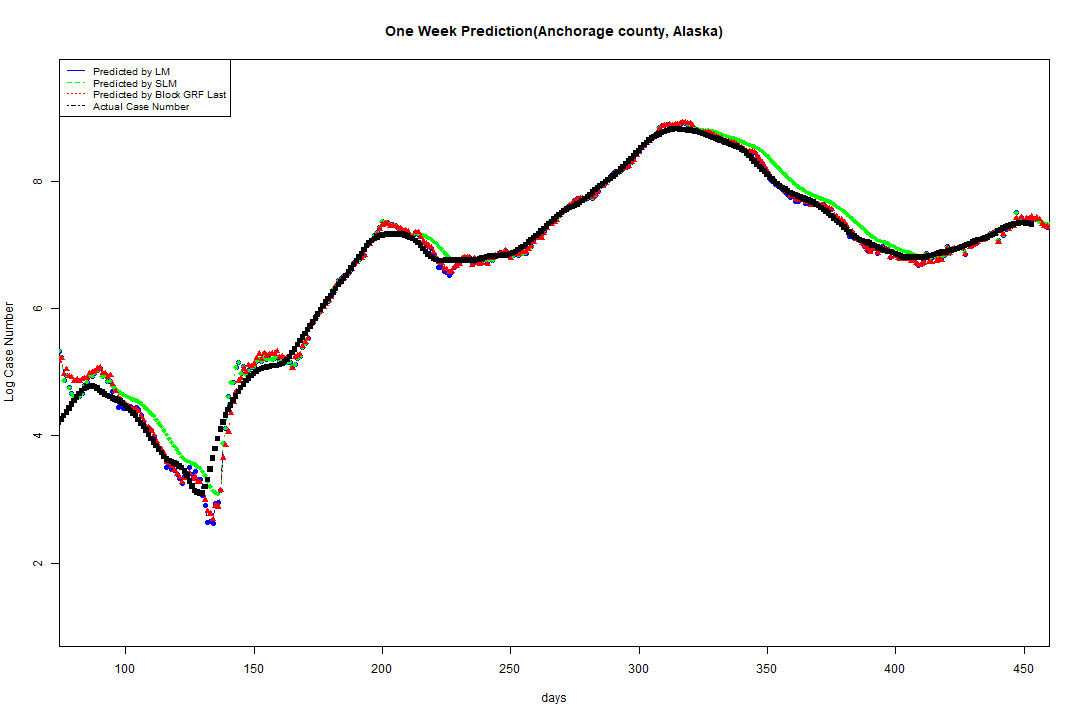 One Week Prediction(Anchorage county, Alaska)
Predicted by LM
Predicted by SLM
Predicted by Block GRF Last
Actual Case Number
Log Case Number
8
6
4
2
100 150 200 250 300 350 400 450
days